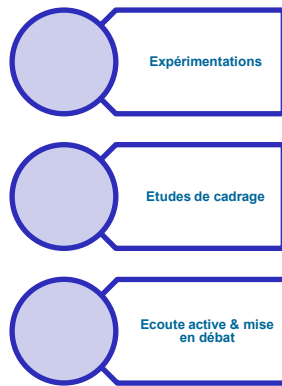 Expérimentations
Etudes de cadrage
Ecoute active & mise
en débat